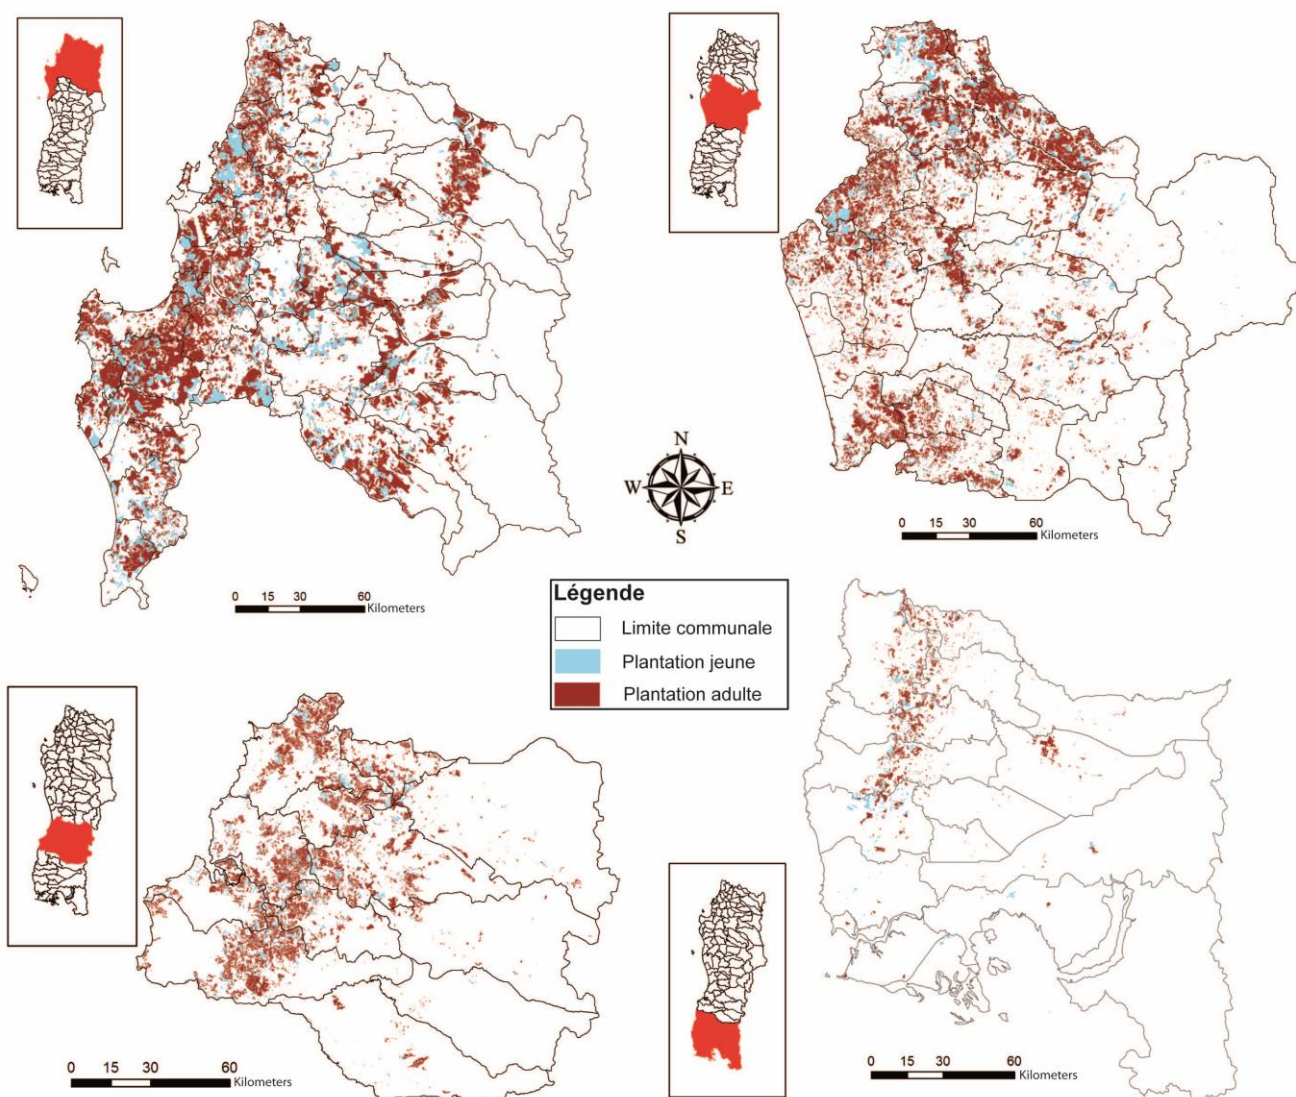 N
W E
S
0 15 30 60
Kilometers
0 15 30 60
Kilometers
Légende
Limite communale
Plantation jeune
Plantation adulte
0 15 30 60
Kilometers
0 15 30 60
Kilometers